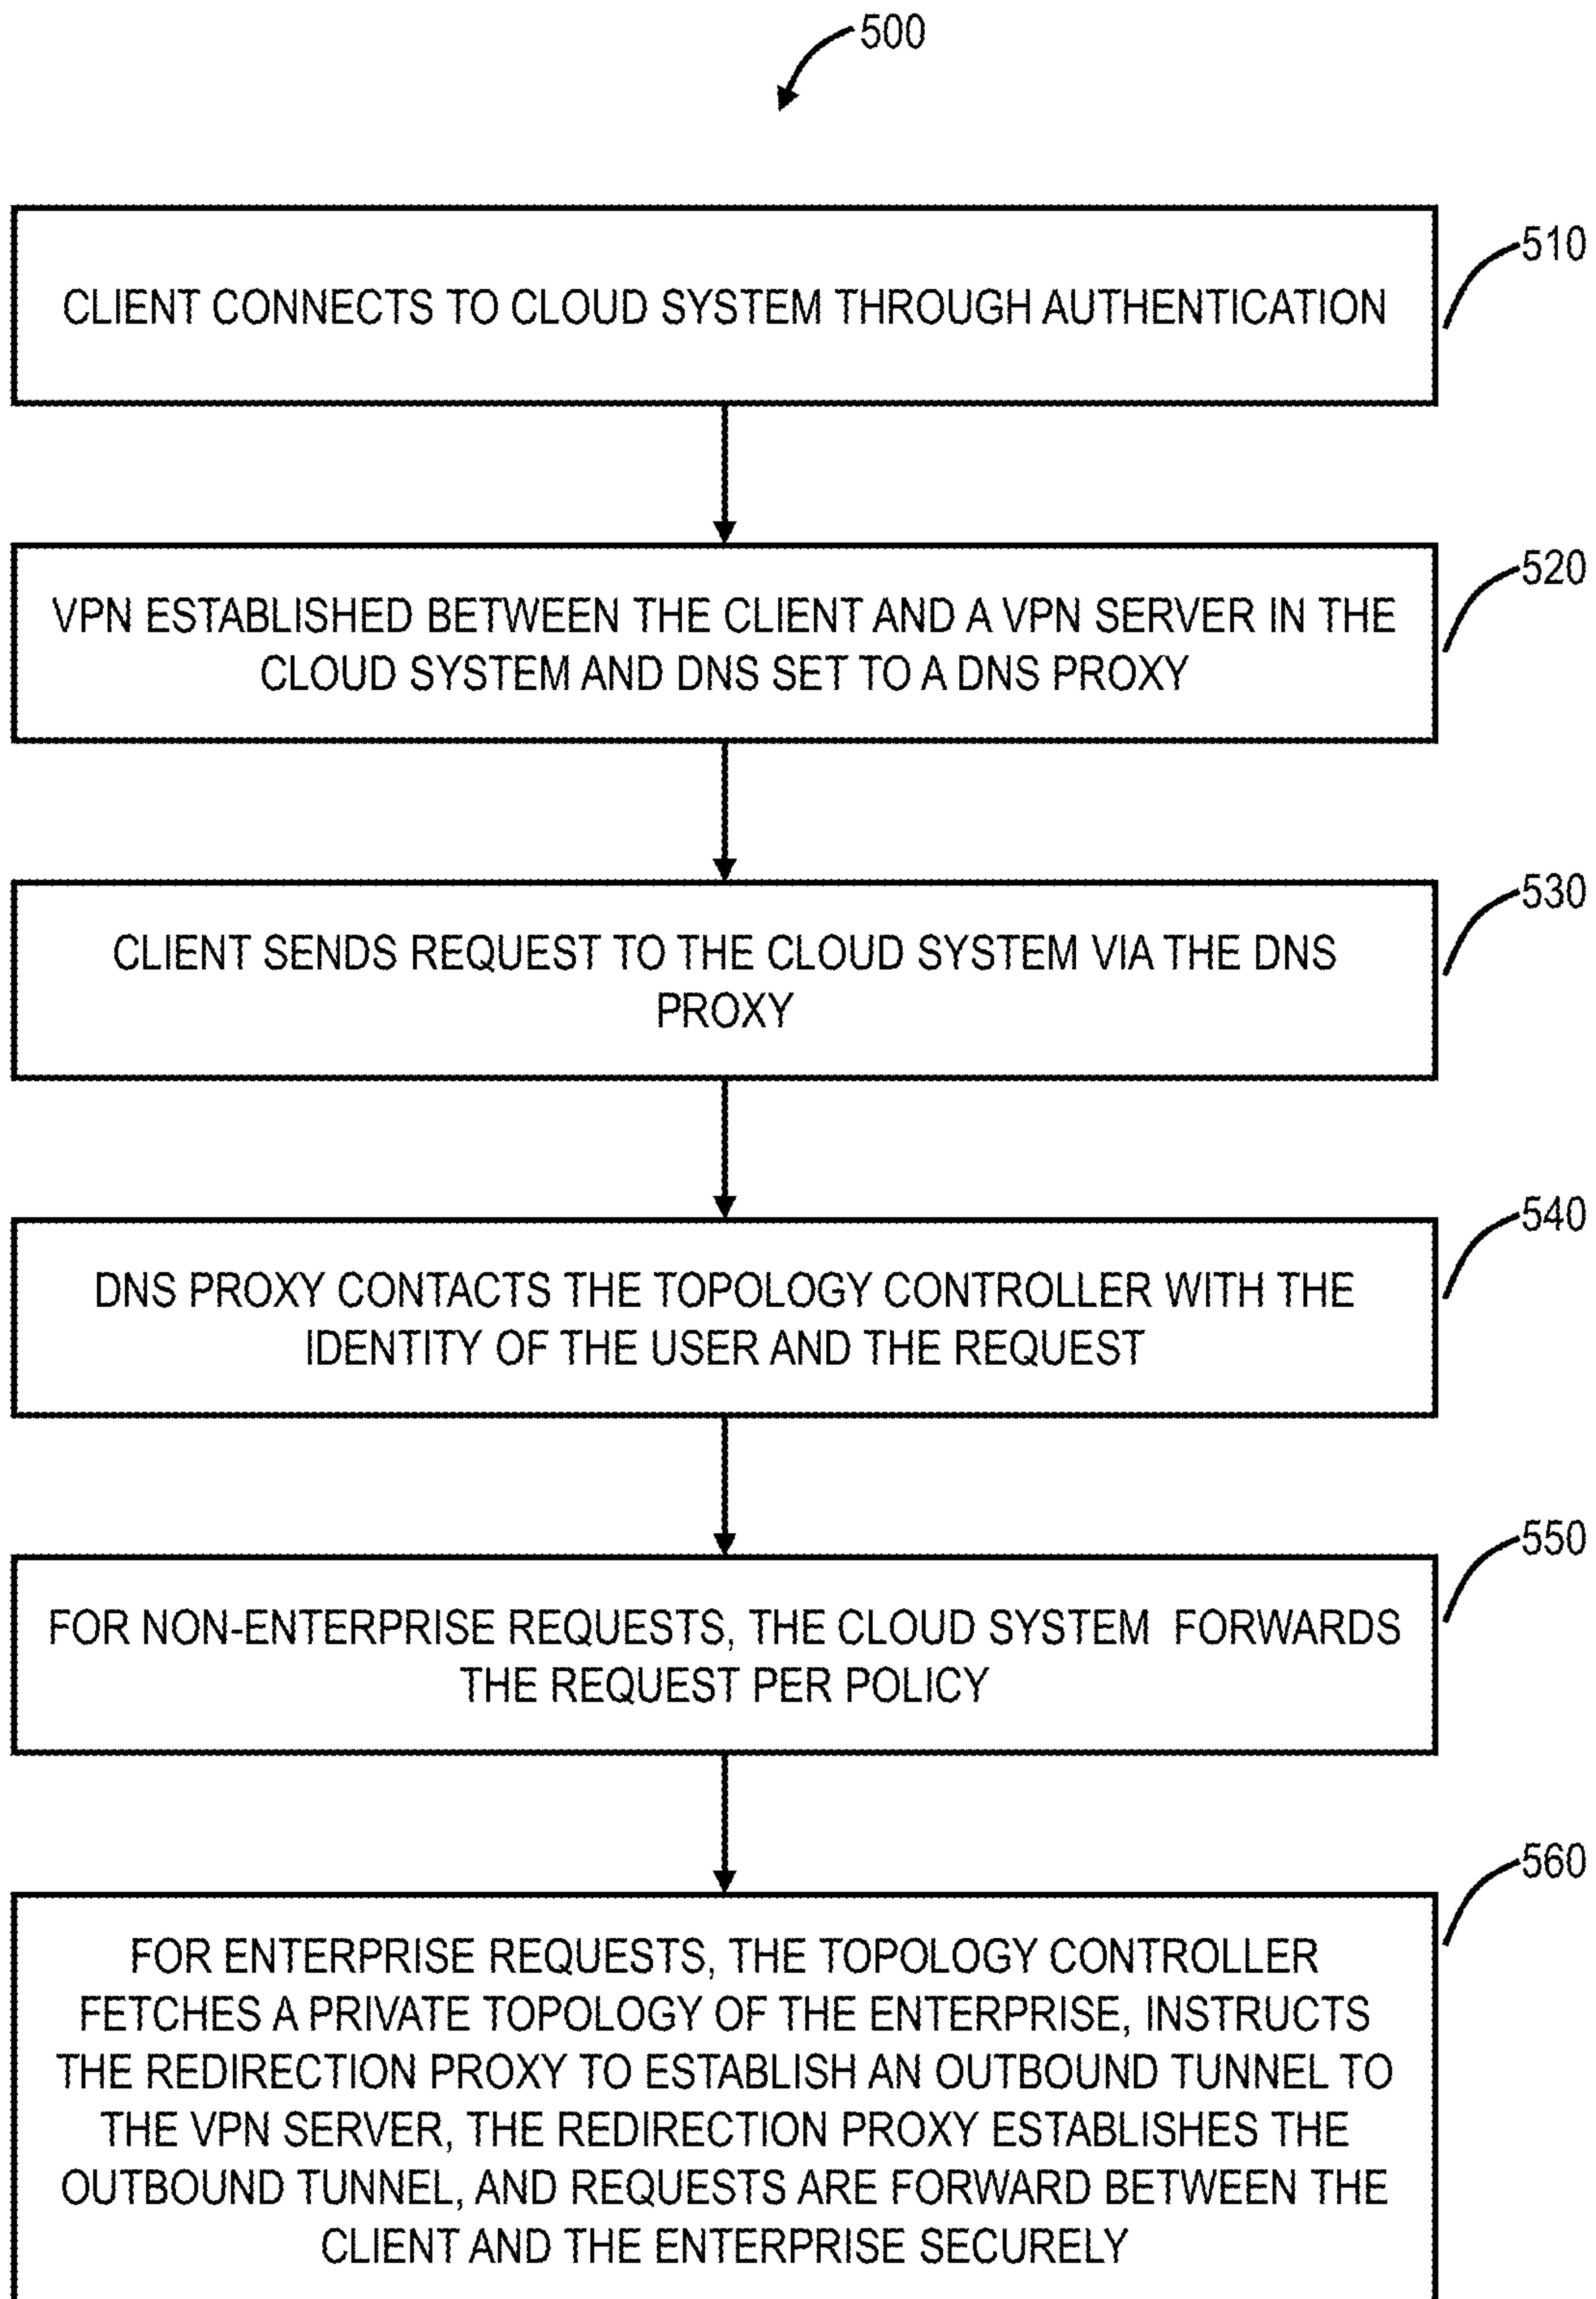 500
510
CLIENT CONNECTS TO CLOUD SYSTEM THROUGH AUTHENTICATION
520
VPN ESTABLISHED BETWEEN THE CLIENT AND A VPN SERVER IN THE
CLOUD SYSTEM AND DNS SET TO A DNS PROXY
530
CLIENT SENDS REQUEST TO THE CLOUD SYSTEM VIA THE DNS
PROXY
540
DNS PROXY CONTACTS THE TOPOLOGY CONTROLLER WITH THE
IDENTITY OF THE USER AND THE REQUEST
550
FOR NON-ENTERPRISE REQUESTS, THE CLOUD SYSTEM FORWARDS
THE REQUEST PER POLICY
560
FOR ENTERPRISE REQUESTS, THE TOPOLOGY CONTROLLER
FETCHES A PRIVATE TOPOLOGY OF THE ENTERPRISE, INSTRUCTS
THE REDIRECTION PROXY TO ESTABLISH AN OUTBOUND TUNNEL TO
THE VPN SERVER, THE REDIRECTION PROXY ESTABLISHES THE
OUTBOUND TUNNEL, AND REQUESTS ARE FORWARD BETWEEN THE
CLIENT AND THE ENTERPRISE SECURELY